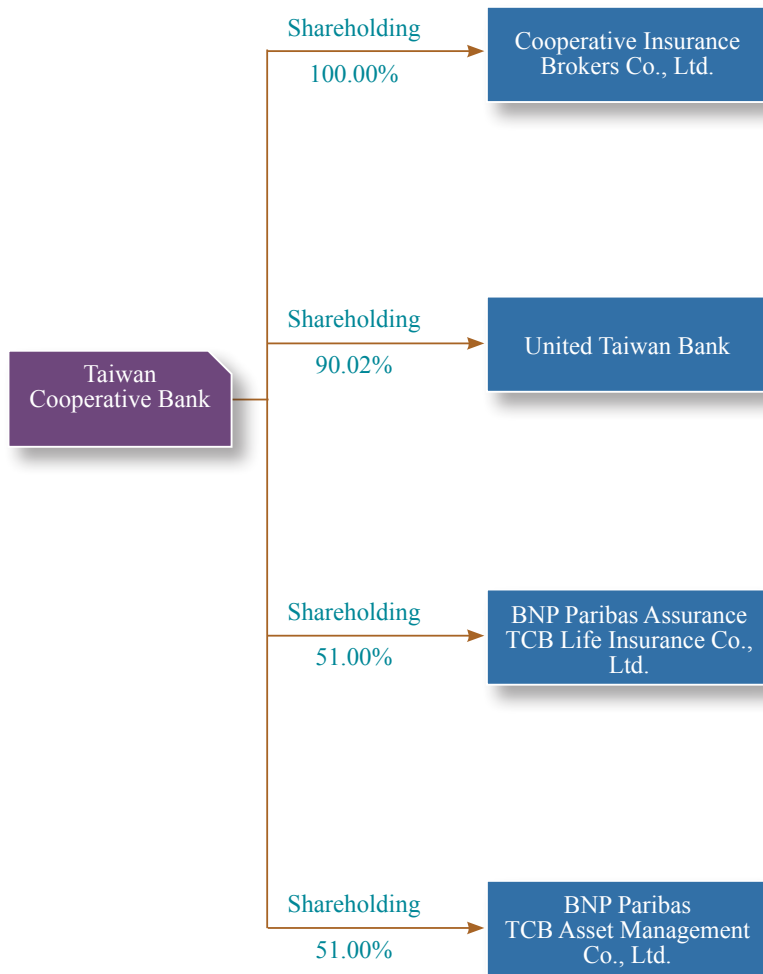 Shareholding
100.00%
Cooperative Insurance
Brokers Co., Ltd.
Shareholding
90.02%
United Taiwan Bank
Taiwan
Cooperative Bank
Shareholding
51.00%
BNP Paribas Assurance
TCB Life Insurance Co.,
Ltd.
Shareholding
51.00%
BNP Paribas
TCB Asset Management
Co., Ltd.